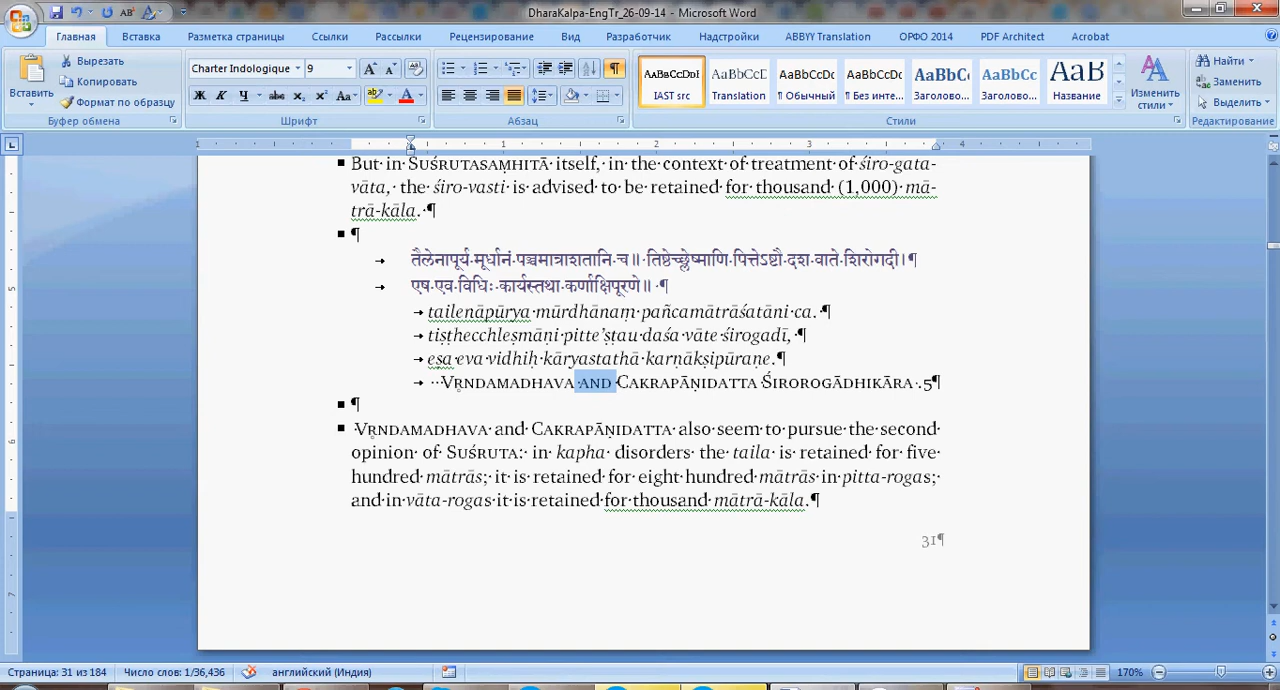 DharaKalpa-EngTr_26-09-14 - Microsoft Word
Главная Вставка Разметка страницы Ссылки Рассылки Рецензирование Вид Разработчик Надстройки ABBYY Translation ОРФО 2014 PDF Architect Acrobat
Вставить
Вырезать
Копировать
Формат по образцу
Буфер обмена
Charter Indologique 9
Ж К Ч
Шрифт
Абзац
AaBbCcDdI AaBbCcDdE AaBbCcDc AaBbCcDc AaBbC AaBbCc AaB
IAST src Translation ¶ Обычный ¶ Без инте... Заголово... Заголово... Название
Изменить стили
Стили
Найти
Заменить
Выделить
Редактирование
But in Suśrutasaṃhitā itself, in the context of treatment of śiro-gata-
vāta, the śiro-vasti is advised to be retained for thousand (1,000) mā-
trā-kāla. ¶
¶
तैलेनापूर्य मूर्धानं पञ्चमात्राशतानि च॥ तिष्ठेच्छ्लेष्माणि पित्तेऽष्टौ दश वाते शिरोगदी।¶
एष एव विधिः कार्यस्तथा कर्णाक्षिपूरणे॥ ¶
tailenāpūrya mūrdhānaṃ pañcamātrāśatāni ca. ¶
tiṣṭhecchleṣmāṇi pitte'ṣṭau daśa vāte śirogadī, ¶
eṣa eva vidhiḥ kāryastathā karṇākṣipūraṇe.¶
Vṛndamadhava and Cakrapāṇidatta Śirorogādhikāra .5¶
¶
Vṛndamadhava and Cakrapāṇidatta also seem to pursue the second
opinion of Suśruta: in kapha disorders the taila is retained for five
hundred mātrās; it is retained for eight hundred mātrās in pitta-rogas;
and in vāta-rogas it is retained for thousand mātrā-kāla.¶
31¶
Страница: 31 из 184 Число слов: 1/36,436 английский (Индия) 170%